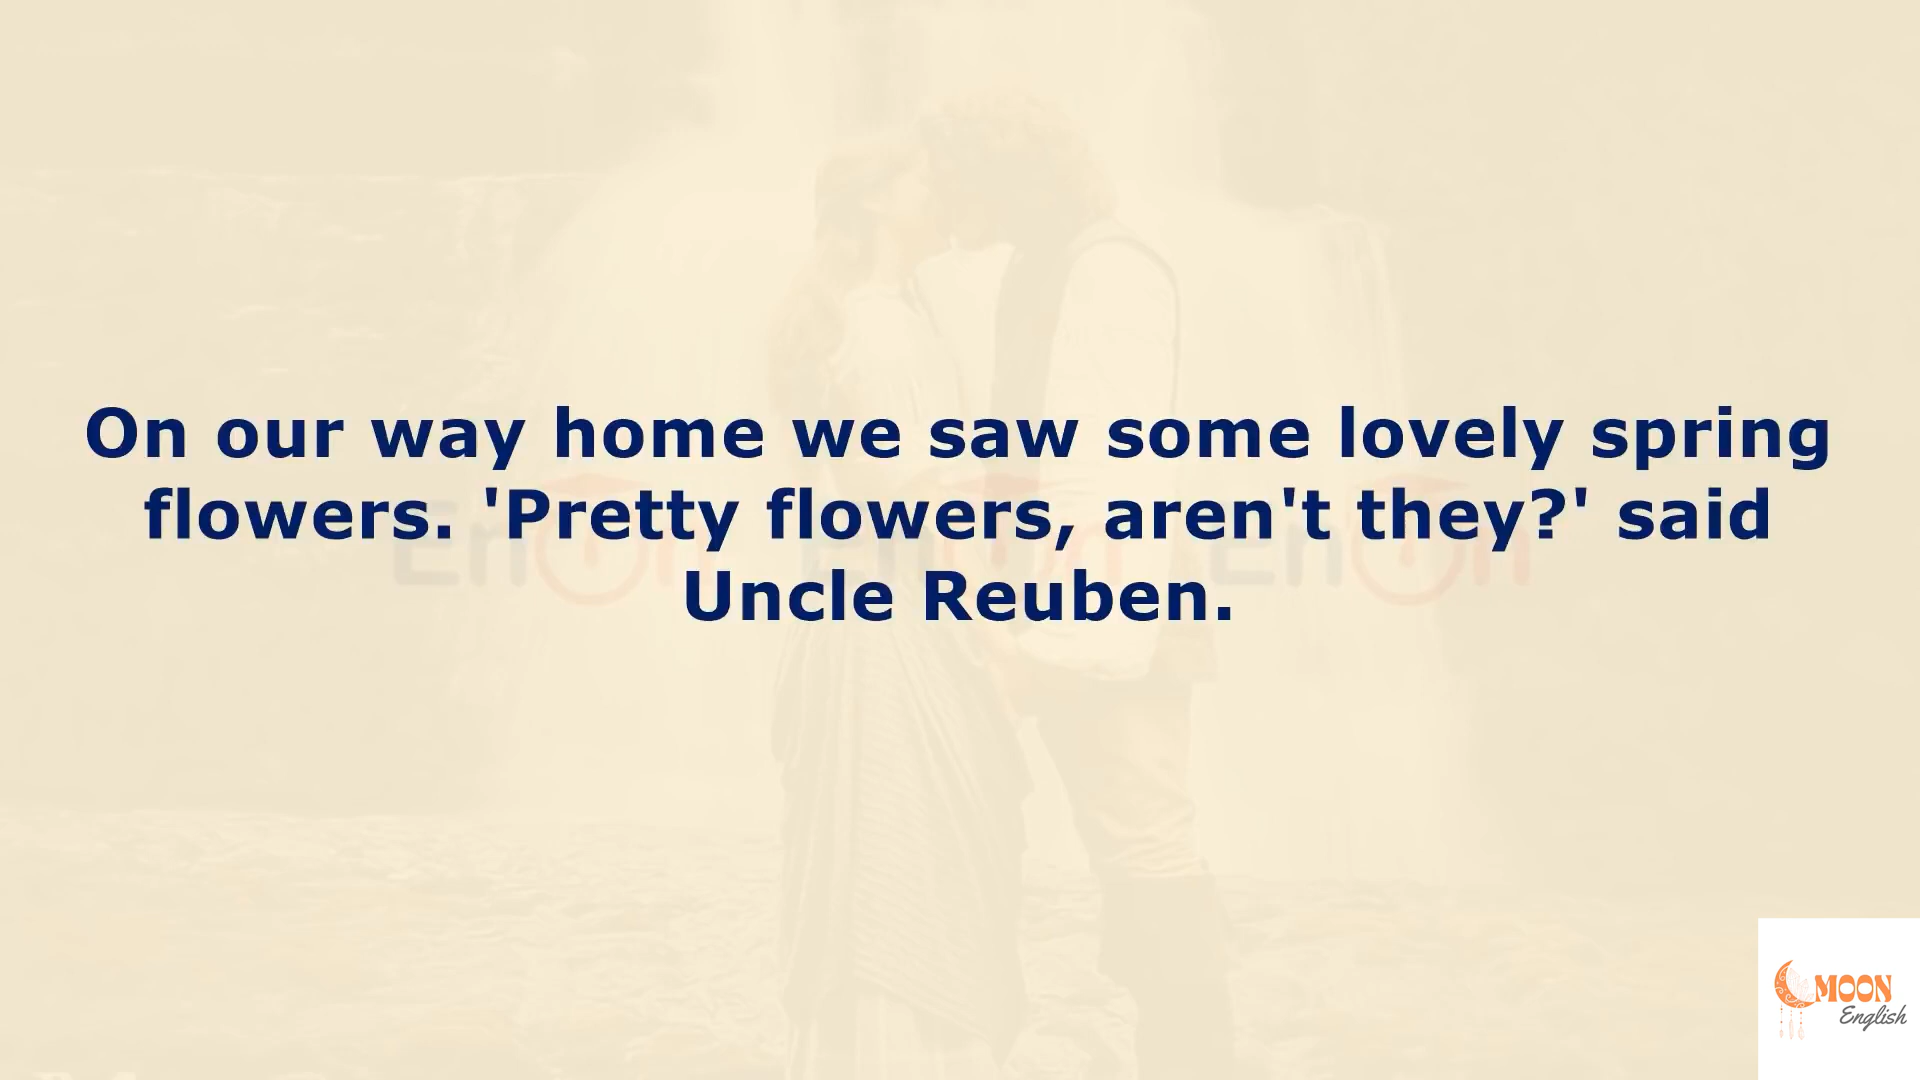 On our way home we saw some lovely spring
flowers. 'Pretty flowers, aren't they?' said
Uncle Reuben.
MOON
English